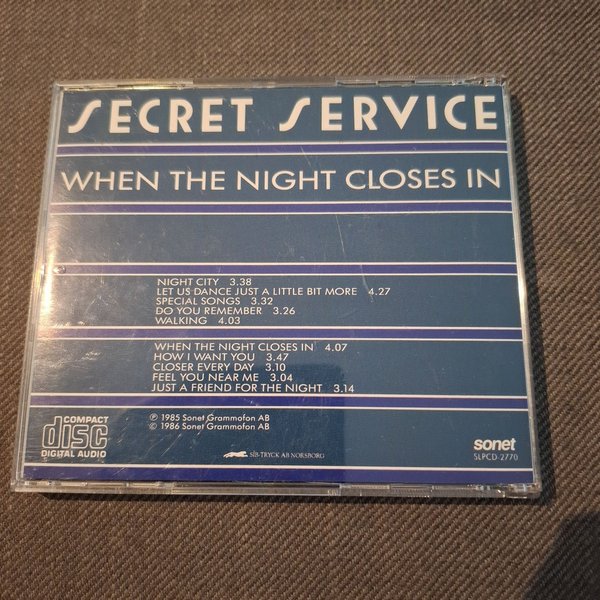 SECRET SERVICE
WHEN THE NIGHT CLOSES IN
NIGHT CITY 3.38
LET US DANCE JUST A LITTLE BIT MORE 4.27
SPECIAL SONGS 3.32
DO YOU REMEMBER 3.26
WALKING 4.03
WHEN THE NIGHT CLOSES IN 4.07
HOW I WANT YOU 3.47
CLOSER EVERY DAY 3.10
FEEL YOU NEAR ME 3.04
JUST A FRIEND FOR THE NIGHT 3.14
COMPACT
disc
DIGITAL AUDIO
℗ 1985 Sonet Grammofon AB
© 1986 Sonet Grammofon AB
SIB-TRYCK AB NORSBORG
sonet
SLPCD-2770